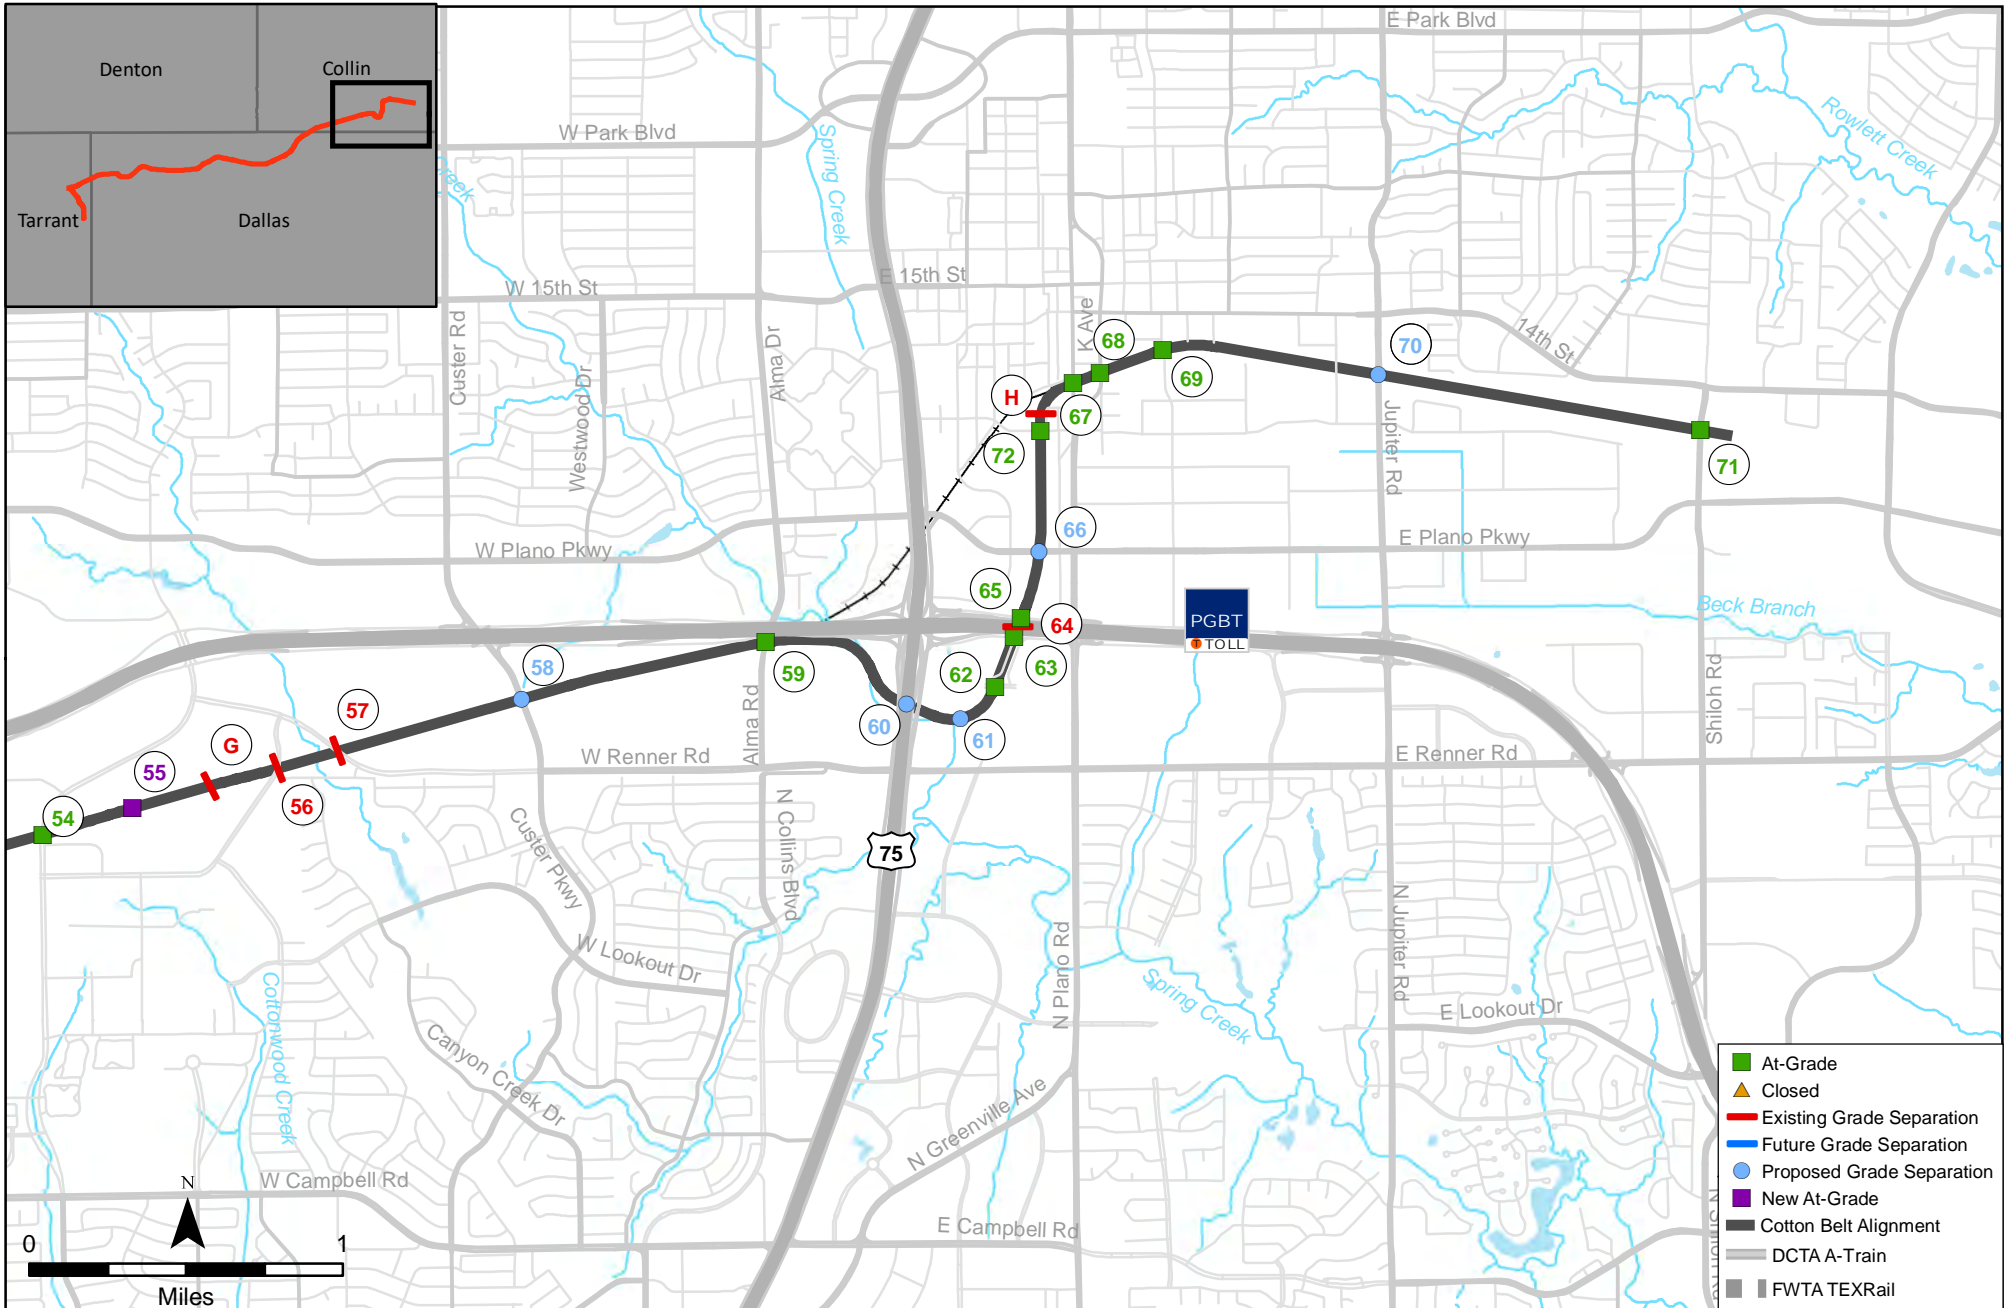 Denton
Collin
Tarrant
Dallas
E Park Blvd
W Park Blvd
Spring Creek
Rowlett Creek
reek
W 15th St
E 15th St
K Ave
14th St
Custer Rd
Westwood Dr
Alma Dr
Jupiter Rd
68
70
H
69
67
72
71
66
W Plano Pkwy
E Plano Pkwy
65
64
PGBT
TOLL
Beck Branch
58
59
62
63
57
60
61
G
55
56
54
W Renner Rd
Alma Rd
E Renner Rd
Shiloh Rd
Custer Pkwy
N Collins Blvd
75
W Lookout Dr
N Plano Rd
N Jupiter Rd
Spring Creek
E Lookout Dr
Cottonwood Creek
Canyon Creek Dr
N Greenville Ave
W Campbell Rd
E Campbell Rd
N
0
1
Miles
At-Grade
Closed
Existing Grade Separation
Future Grade Separation
Proposed Grade Separation
New At-Grade
Cotton Belt Alignment
DCTA A-Train
FWTA TEXRail